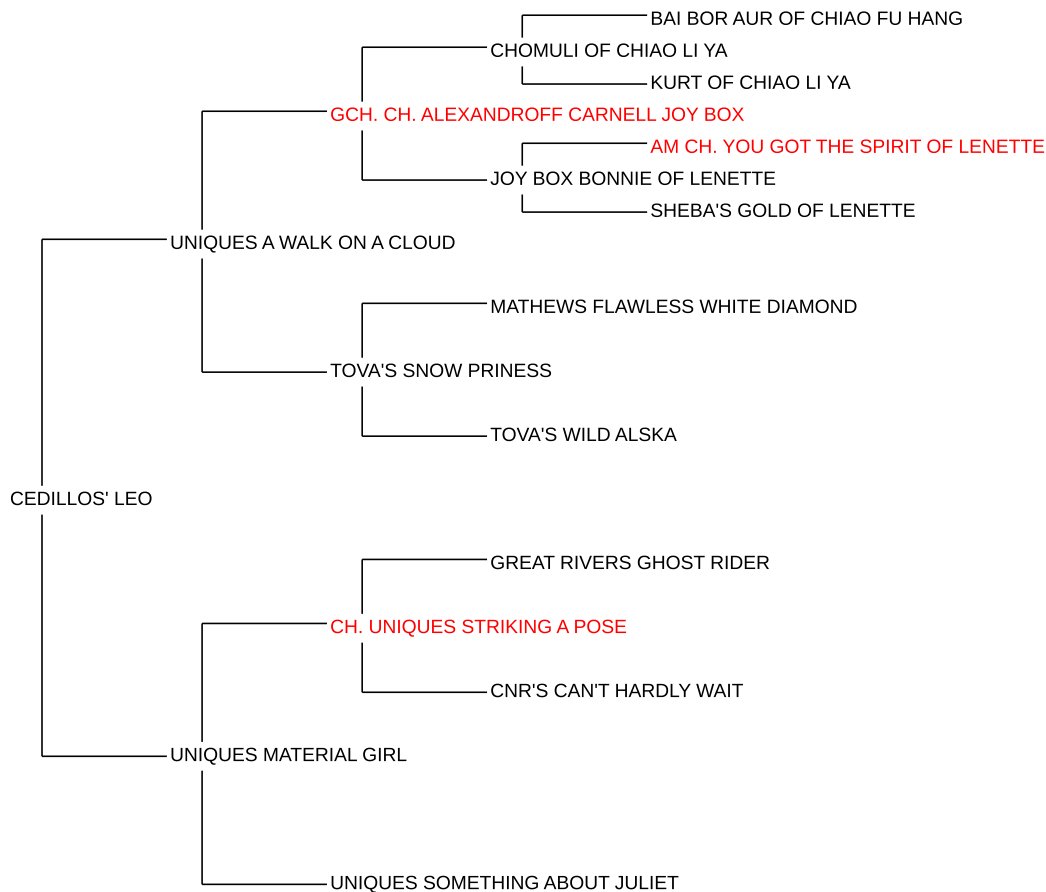 BAI BOR AUR OF CHIAO FU HANG
CHOMULI OF CHIAO LI YA
KURT OF CHIAO LI YA
GCH. CH. ALEXANDROFF CARNELL JOY BOX
AM CH. YOU GOT THE SPIRIT OF LENETTE
JOY BOX BONNIE OF LENETTE
SHEBA'S GOLD OF LENETTE
UNIQUES A WALK ON A CLOUD
MATHEWS FLAWLESS WHITE DIAMOND
TOVA'S SNOW PRINESS
TOVA'S WILD ALSKA
CEDILLOS' LEO
GREAT RIVERS GHOST RIDER
CH. UNIQUES STRIKING A POSE
CNR'S CAN'T HARDLY WAIT
UNIQUES MATERIAL GIRL
UNIQUES SOMETHING ABOUT JULIET